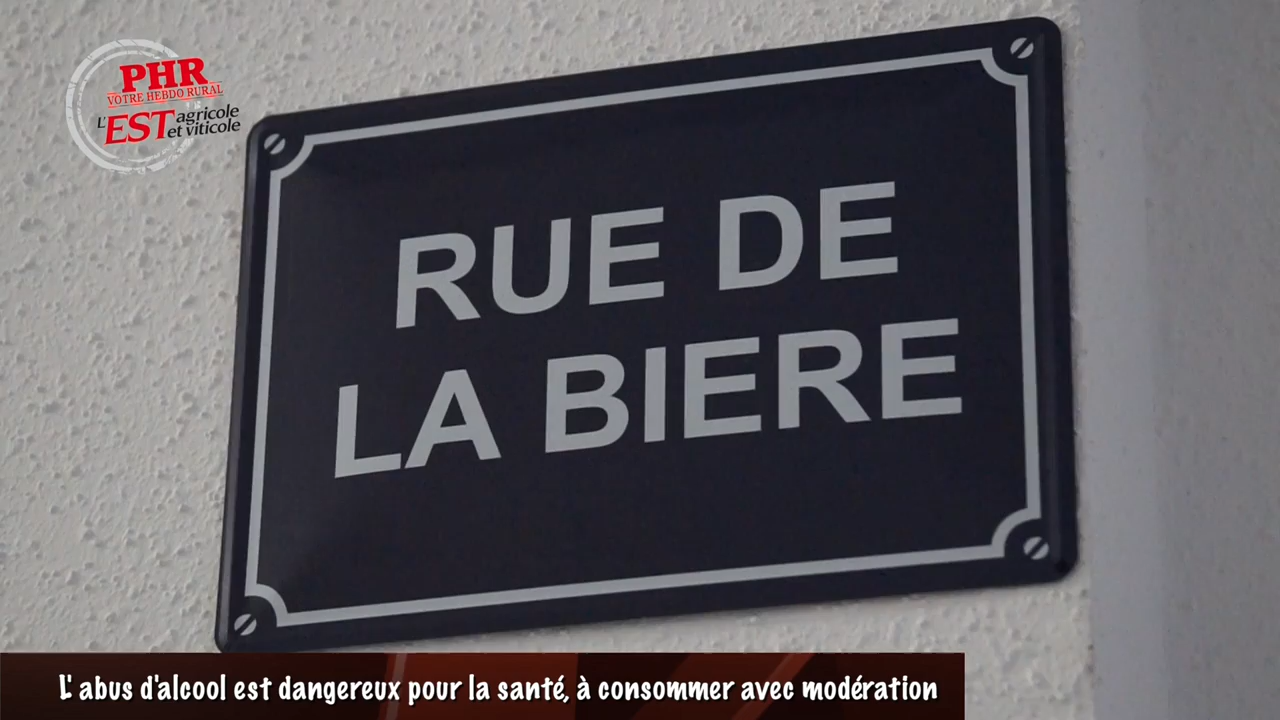 PHR
VOTRE HEBDO RURAL
L'EST agricole
et viticole
RUE DE
LA BIERE
L' abus d'alcool est dangereux pour la santé, à consommer avec modération